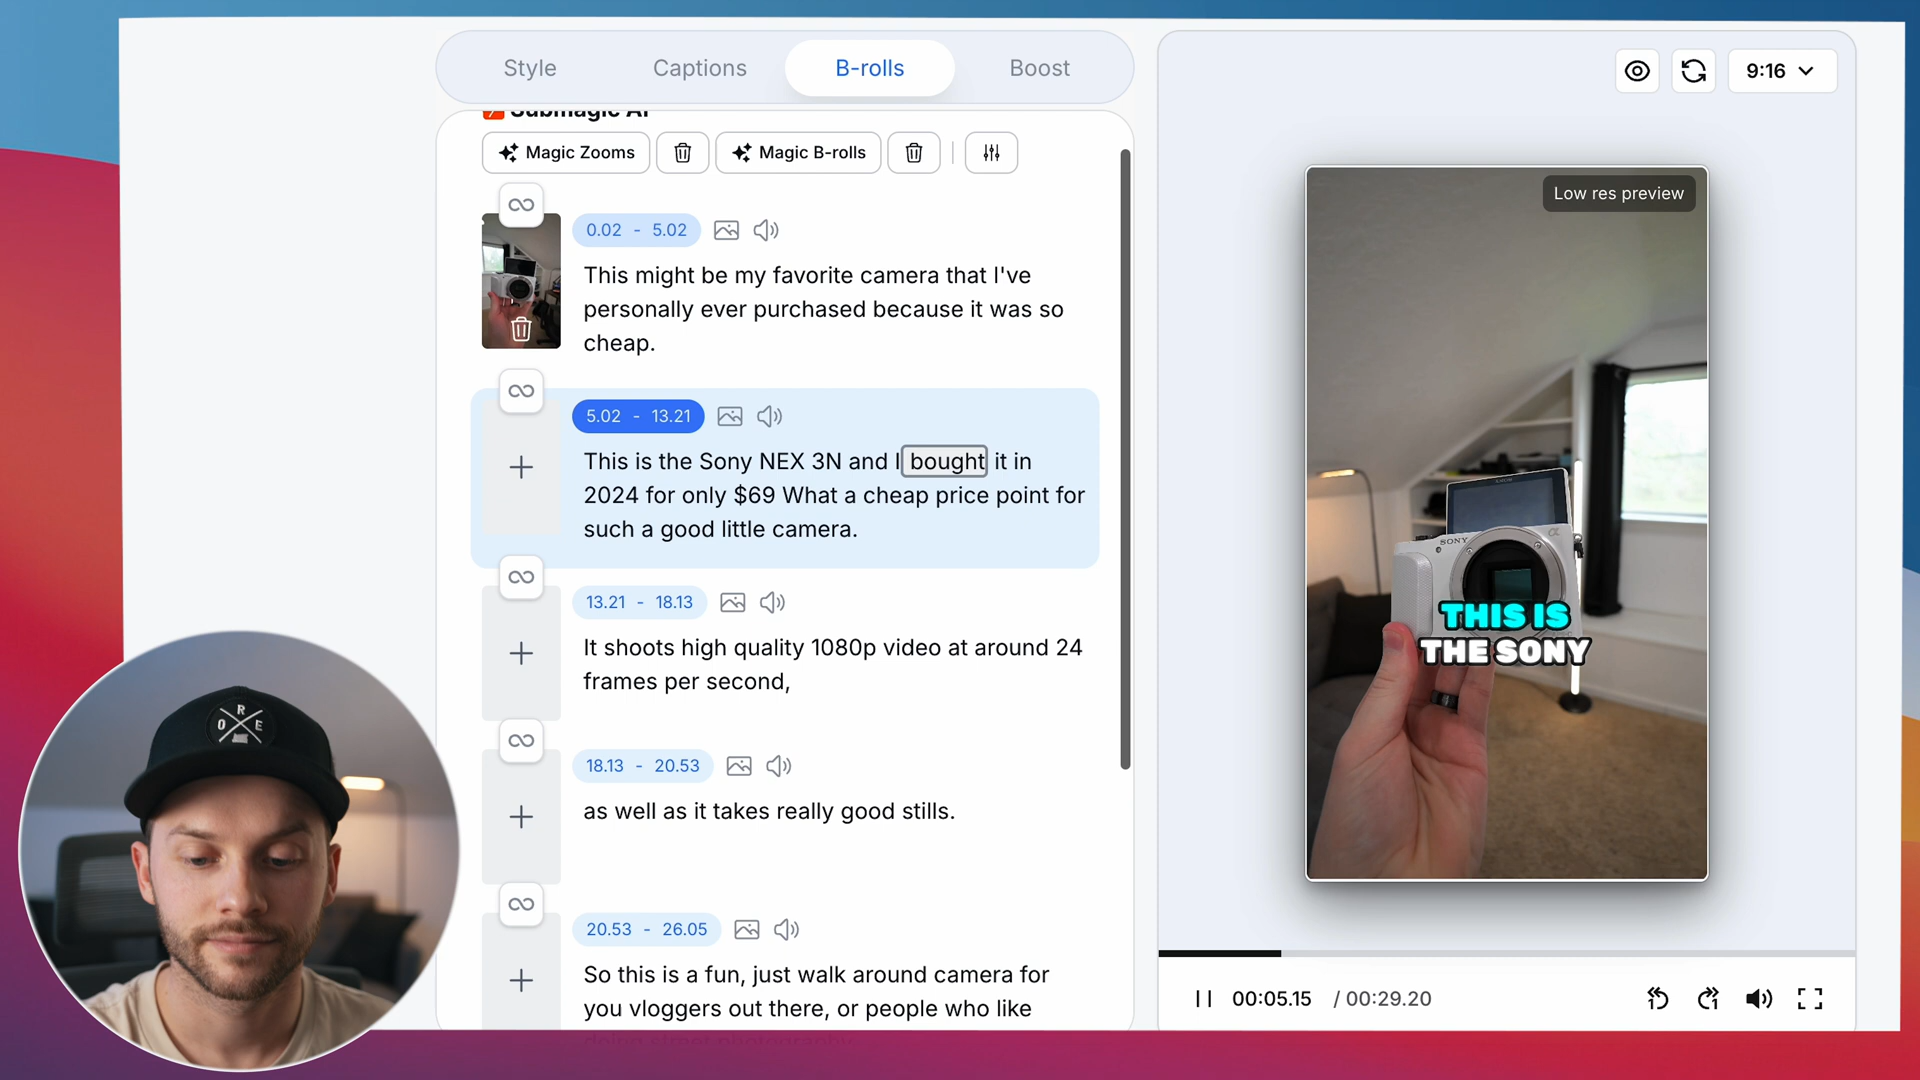 Style
Captions
B-rolls
Boost
Submagic AI
Magic Zooms
Magic B-rolls
0.02 - 5.02
This might be my favorite camera that I've
personally ever purchased because it was so
cheap.
5.02 - 13.21
This is the Sony NEX 3N and I bought it in
2024 for only $69 What a cheap price point for
such a good little camera.
13.21 - 18.13
It shoots high quality 1080p video at around 24
frames per second,
18.13 - 20.53
as well as it takes really good stills.
20.53 - 26.05
So this is a fun, just walk around camera for
you vloggers out there, or people who like
9:16
Low res preview
SONY
THIS IS
THE SONY
00:05.15 / 00:29.20
ORE